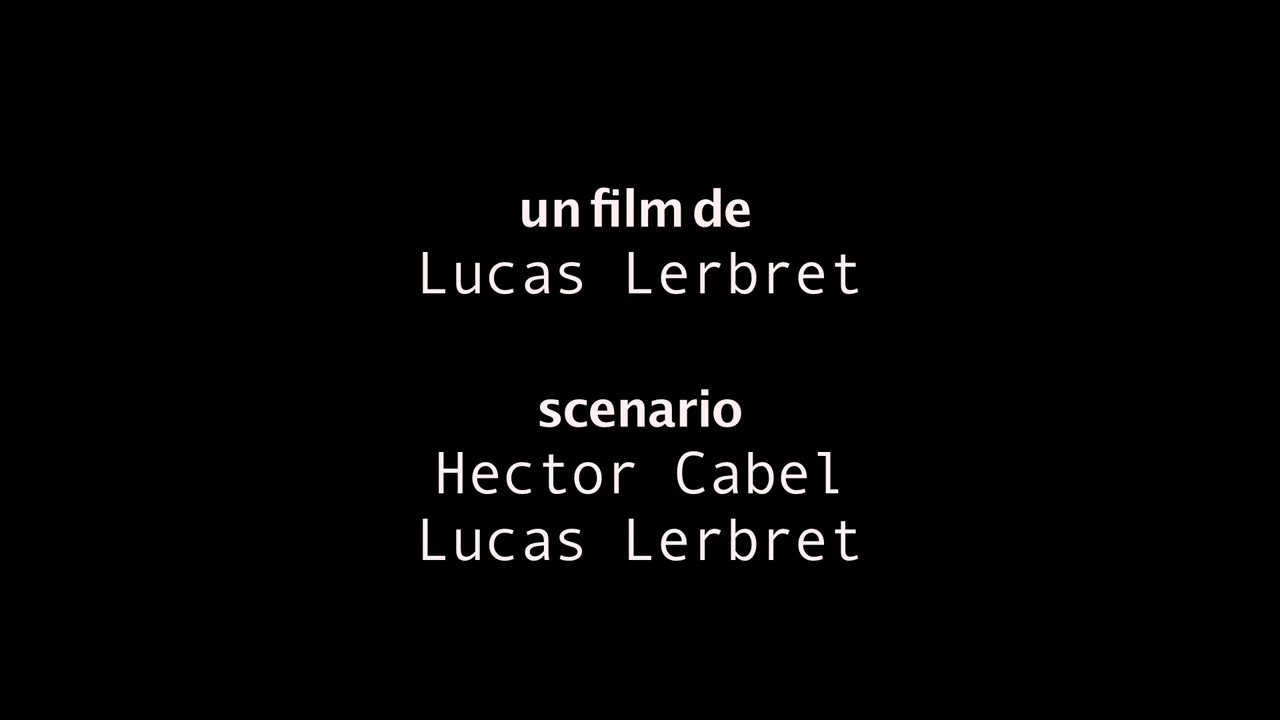 un film de
Lucas Lerbret
scenario
Hector Cabel
Lucas Lerbret